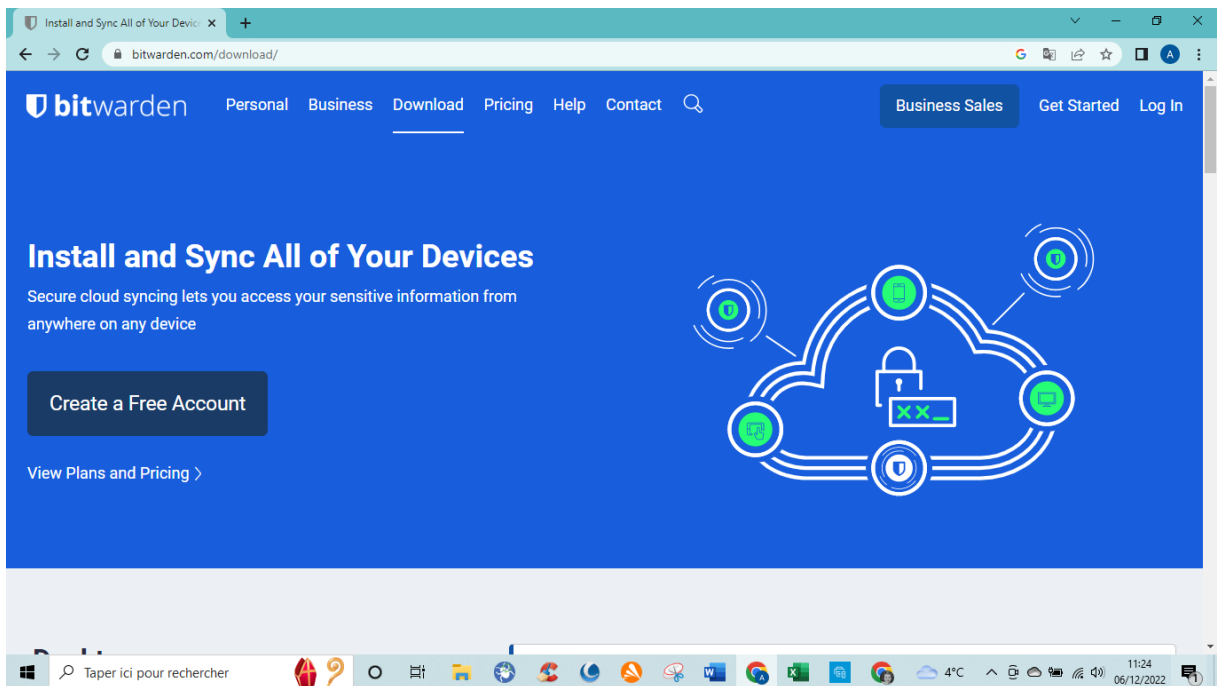 Install and Sync All of Your Devic
bitwarden.com/download/
A
bitwarden Personal Business Download Pricing Help Contact Business Sales Get Started Log In
Install and Sync All of Your Devices
Secure cloud syncing lets you access your sensitive information from
anywhere on any device
Create a Free Account
View Plans and Pricing
Taper ici pour rechercher
4°C
11:24
06/12/2022